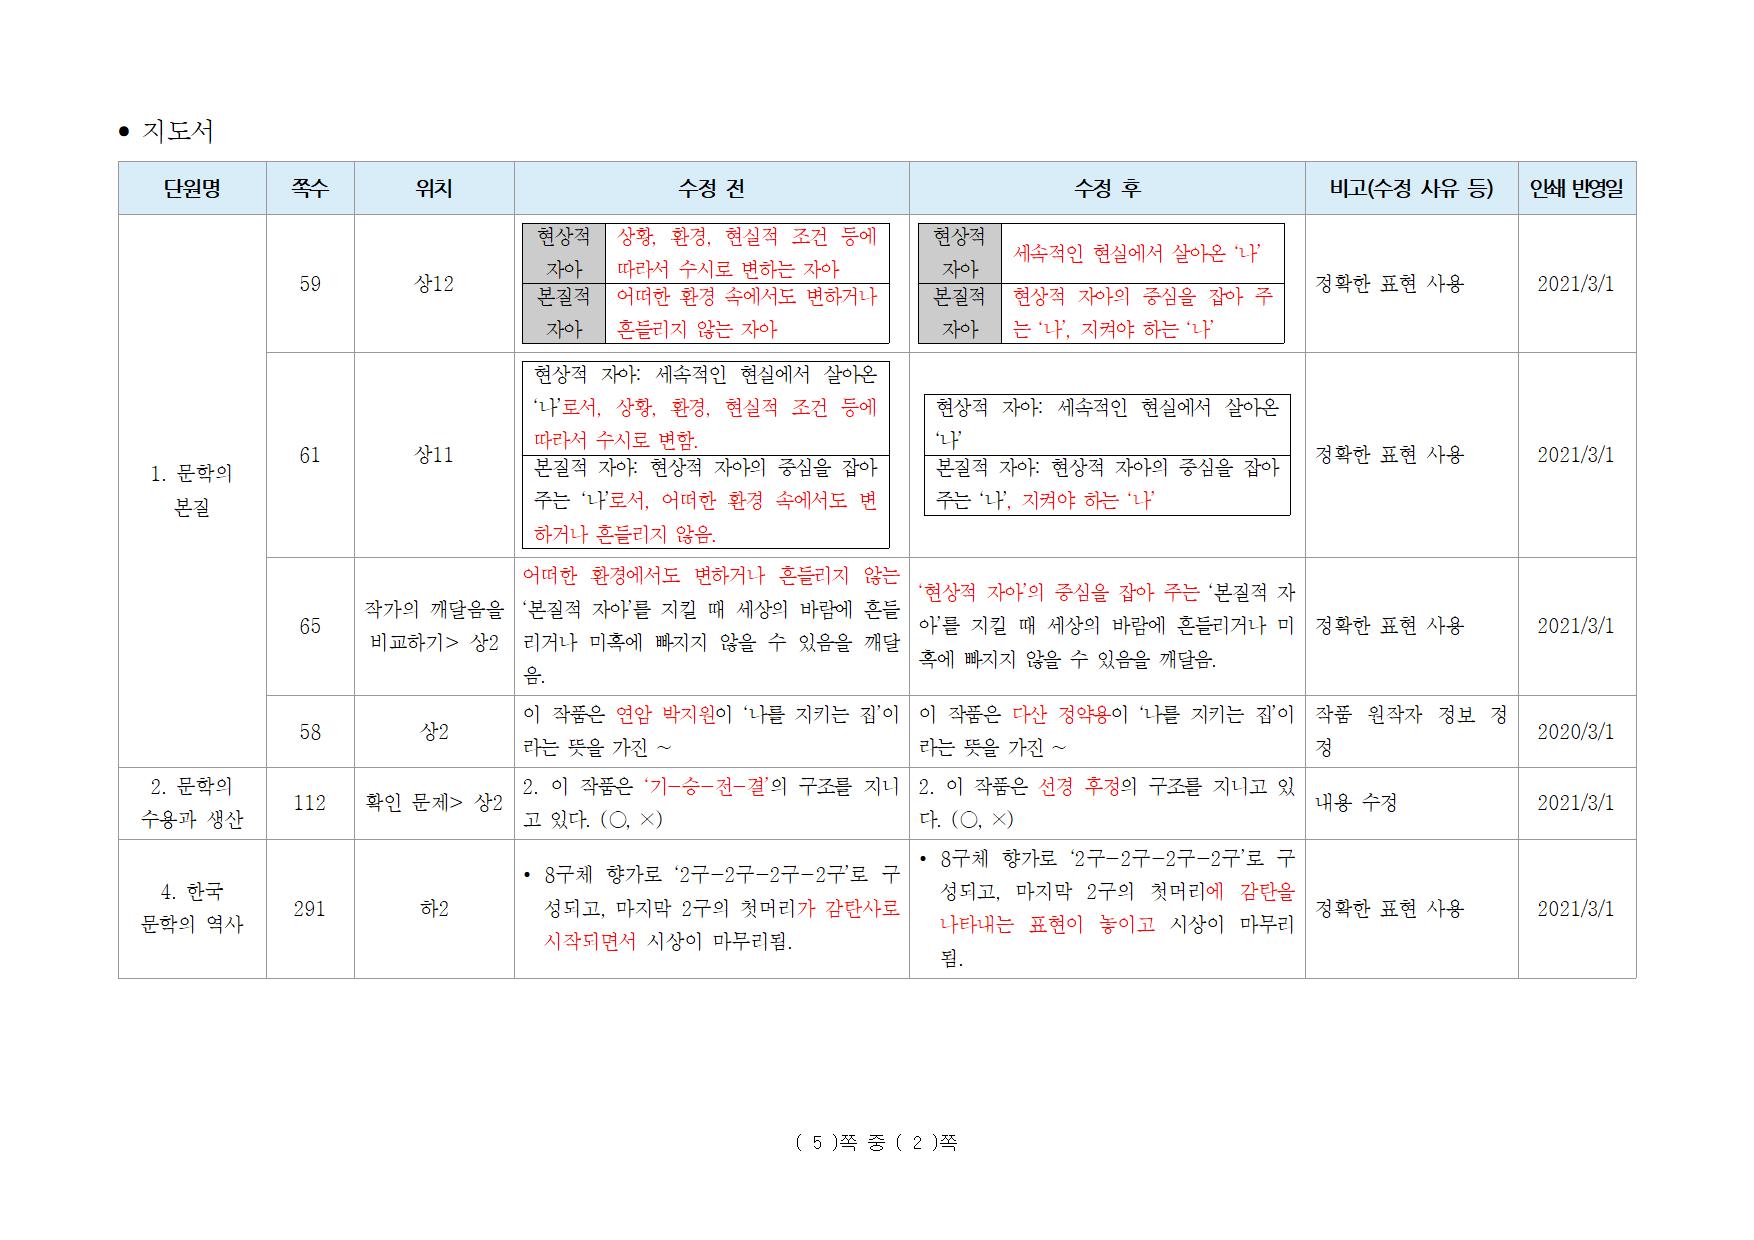 • 지도서
단원명 쪽수 위치 수정 전 수정 후 비고(수정 사유 등) 인쇄 반영일
1. 문학의
본질
59
상12
현상적
자아
상황, 환경, 현실적 조건 등에
따라서 수시로 변하는 자아
본질적
자아
어떠한 환경 속에서도 변하거나
흔들리지 않는 자아
현상적
자아
세속적인 현실에서 살아온 ‘나’
본질적
자아
현상적 자아의 중심을 잡아 주
는 ‘나’, 지켜야 하는 ‘나’
정확한 표현 사용
2021/3/1
61
상11
현상적 자아: 세속적인 현실에서 살아온
‘나’로서, 상황, 환경, 현실적 조건 등에
따라서 수시로 변함.
본질적 자아: 현상적 자아의 중심을 잡아
주는 ‘나’로서, 어떠한 환경 속에서도 변
하거나 흔들리지 않음.
현상적 자아: 세속적인 현실에서 살아온
‘나’
본질적 자아: 현상적 자아의 중심을 잡아
주는 ‘나’, 지켜야 하는 ‘나’
정확한 표현 사용
2021/3/1
65
작가의 깨달음을
비교하기> 상2
어떠한 환경에서도 변하거나 흔들리지 않는
‘본질적 자아’를 지킬 때 세상의 바람에 흔들
리거나 미혹에 빠지지 않을 수 있음을 깨달
음.
‘현상적 자아’의 중심을 잡아 주는 ‘본질적 자
아’를 지킬 때 세상의 바람에 흔들리거나 미
혹에 빠지지 않을 수 있음을 깨달음.
정확한 표현 사용
2021/3/1
58
상2
이 작품은 연암 박지원이 ‘나를 지키는 집’이
라는 뜻을 가진 ~
이 작품은 다산 정약용이 ‘나를 지키는 집’이
라는 뜻을 가진 ~
작품 원작자 정보 정
정
2020/3/1
2. 문학의
수용과 생산
112
확인 문제> 상2
2. 이 작품은 ‘기-승-전-결’의 구조를 지니
고 있다. (○, ×)
2. 이 작품은 선경 후정의 구조를 지니고 있
다. (○, ×)
내용 수정
2021/3/1
4. 한국
문학의 역사
291
하2
• 8구체 향가로 ‘2구-2구-2구-2구’로 구
성되고, 마지막 2구의 첫머리가 감탄사로
시작되면서 시상이 마무리됨.
• 8구체 향가로 ‘2구-2구-2구-2구’로 구
성되고, 마지막 2구의 첫머리에 감탄을
나타내는 표현이 놓이고 시상이 마무리
됨.
정확한 표현 사용
2021/3/1
( 5 )쪽 중 ( 2 )쪽